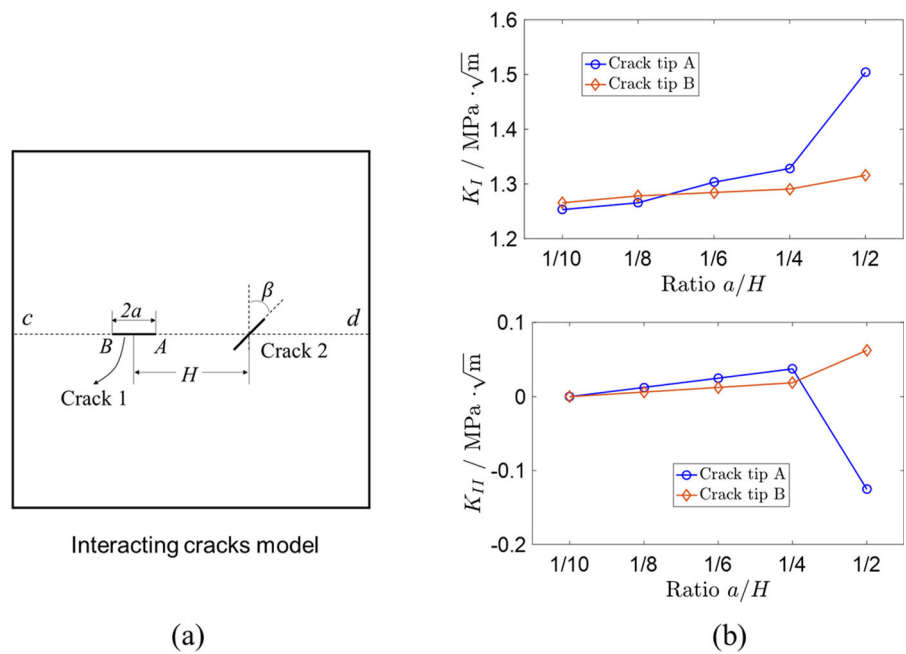 c
2a
β
d
B
A
Crack 2
H
Crack 1
Interacting cracks model
(a)
1.6
1.5
1.4
1.3
1.2
K_I / MPa ·√m
Crack tip A
Crack tip B
1/10 1/8 1/6 1/4 1/2
Ratio a/H
0.1
0
-0.1
-0.2
K_II / MPa ·√m
Crack tip A
Crack tip B
1/10 1/8 1/6 1/4 1/2
Ratio a/H
(b)